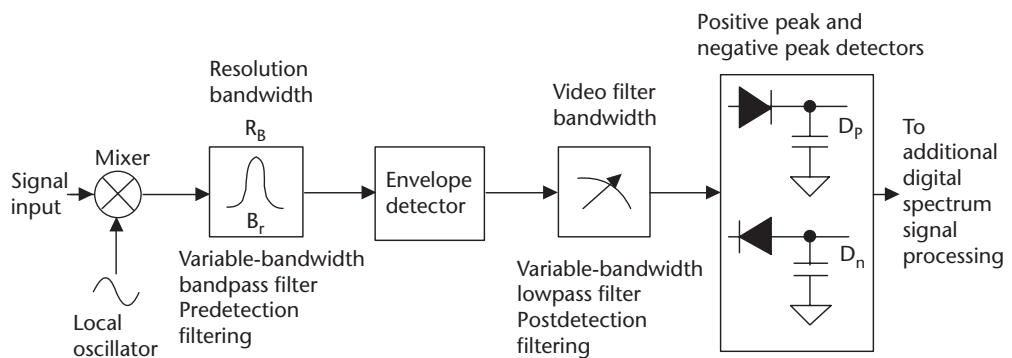 Positive peak and
negative peak detectors
Resolution
bandwidth
Video filter
bandwidth
R_B
D_P
To
additional
digital
spectrum
signal
processing
Mixer
Signal
input
Envelope
detector
B_r
D_n
Variable-bandwidth
bandpass filter
Predetection
filtering
Variable-bandwidth
lowpass filter
Postdetection
filtering
Local
oscillator